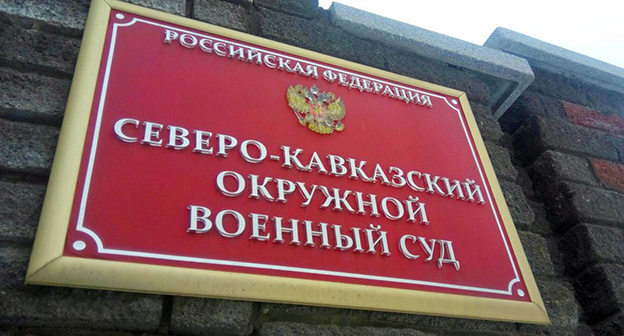 РОССИЙСКАЯ ФЕДЕРАЦИЯ
СЕВЕРО-КАВКАЗСКИЙ
ОКРУЖНОЙ
ВОЕННЫЙ СУД